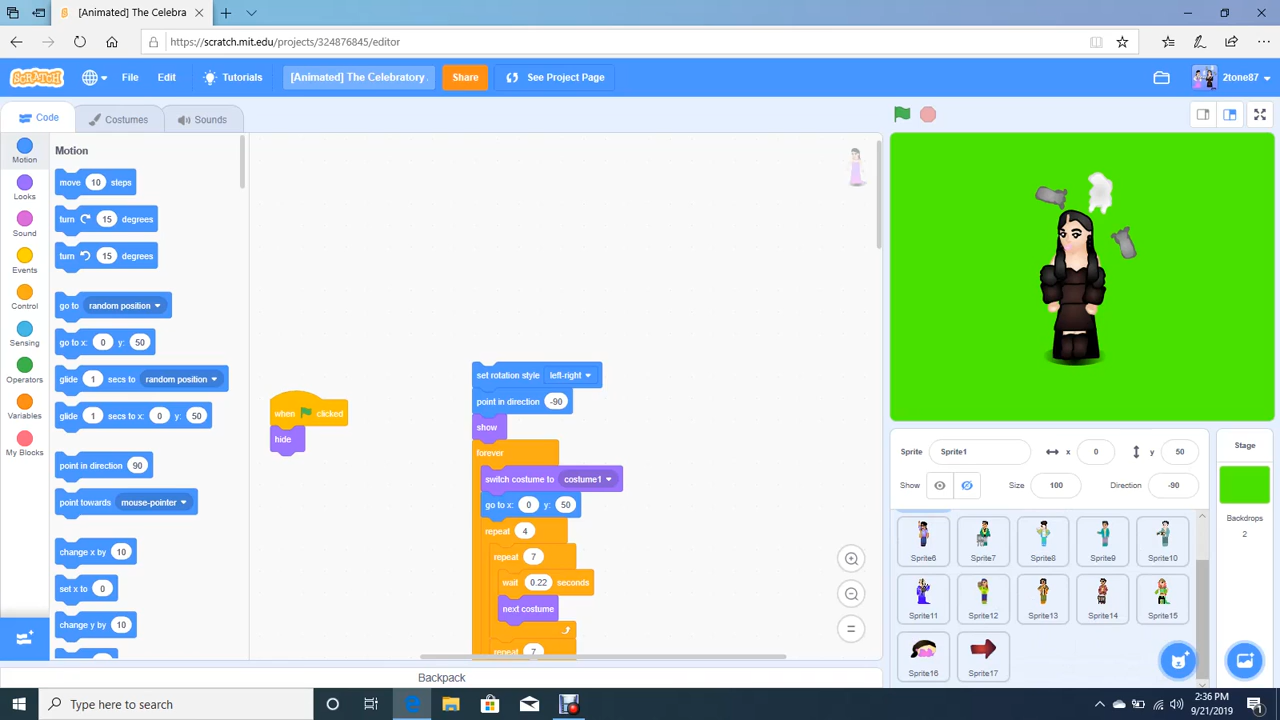 [Animated] The Celebra
https://scratch.mit.edu/projects/324876845/editor
SCRATCH
File
Edit
Tutorials
[Animated] The Celebratory
Share
See Project Page
2tone87
Code
Costumes
Sounds
Motion
Looks
Sound
Events
Control
Sensing
Operators
Variables
My Blocks
Motion
move 10 steps
turn 15 degrees
turn 15 degrees
go to random position
go to x: 0 y: 50
glide 1 secs to random position
glide 1 secs to x: 0 y: 50
point in direction 90
point towards mouse-pointer
change x by 10
set x to 0
change y by 10
when clicked
hide
set rotation style left-right
point in direction -90
show
forever
switch costume to costume1
go to x: 0 y: 50
repeat 4
repeat 7
wait 0.22 seconds
next costume
repeat 7
Backpack
Sprite Sprite1 x 0 y 50
Show Size 100 Direction -90
Stage
Backdrops
2
Sprite6 Sprite7 Sprite8 Sprite9 Sprite10
Sprite11 Sprite12 Sprite13 Sprite14 Sprite15
Sprite16 Sprite17
Type here to search
2:36 PM
9/21/2019